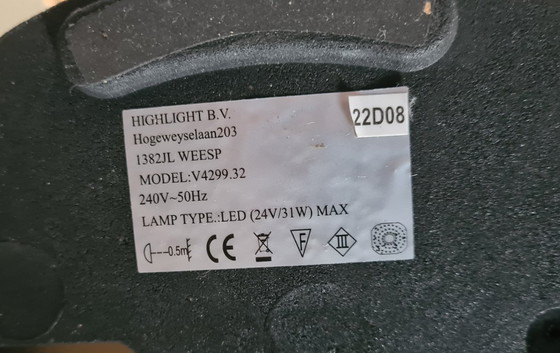 HIGHLIGHT B.V.
22D08
Hogeweyselaan203
1382JL WEESP
MODEL:V4299.32
240V~50Hz
LAMP TYPE.:LED (24V/31W) MAX
0.5m CE F III